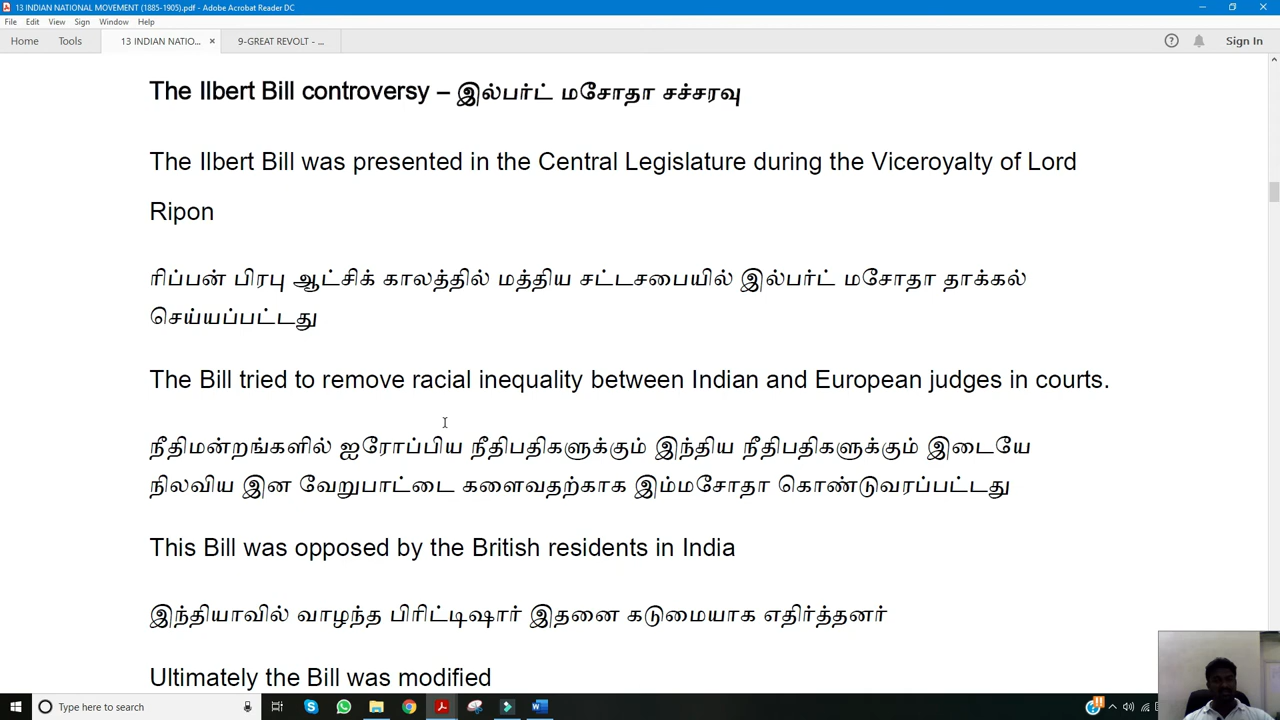 13 INDIAN NATIONAL MOVEMENT (1885-1905).pdf - Adobe Acrobat Reader DC
File Edit View Sign Window Help
Home Tools 13 INDIAN NATIO... × 9-GREAT REVOLT - ... Sign In
The Ilbert Bill controversy – இல்பர்ட் மசோதா சச்சரவு
The Ilbert Bill was presented in the Central Legislature during the Viceroyalty of Lord
Ripon
ரிப்பன் பிரபு ஆட்சிக் காலத்தில் மத்திய சட்டசபையில் இல்பர்ட் மசோதா தாக்கல்
செய்யப்பட்டது
The Bill tried to remove racial inequality between Indian and European judges in courts.
நீதிமன்றங்களில் ஐரோப்பிய நீதிபதிகளுக்கும் இந்திய நீதிபதிகளுக்கும் இடையே
நிலவிய இன வேறுபாட்டை களைவதற்காக இம்மசோதா கொண்டுவரப்பட்டது
This Bill was opposed by the British residents in India
இந்தியாவில் வாழந்த பிரிட்டிஷார் இதனை கடுமையாக எதிர்த்தனர்
Ultimately the Bill was modified
Type here to search